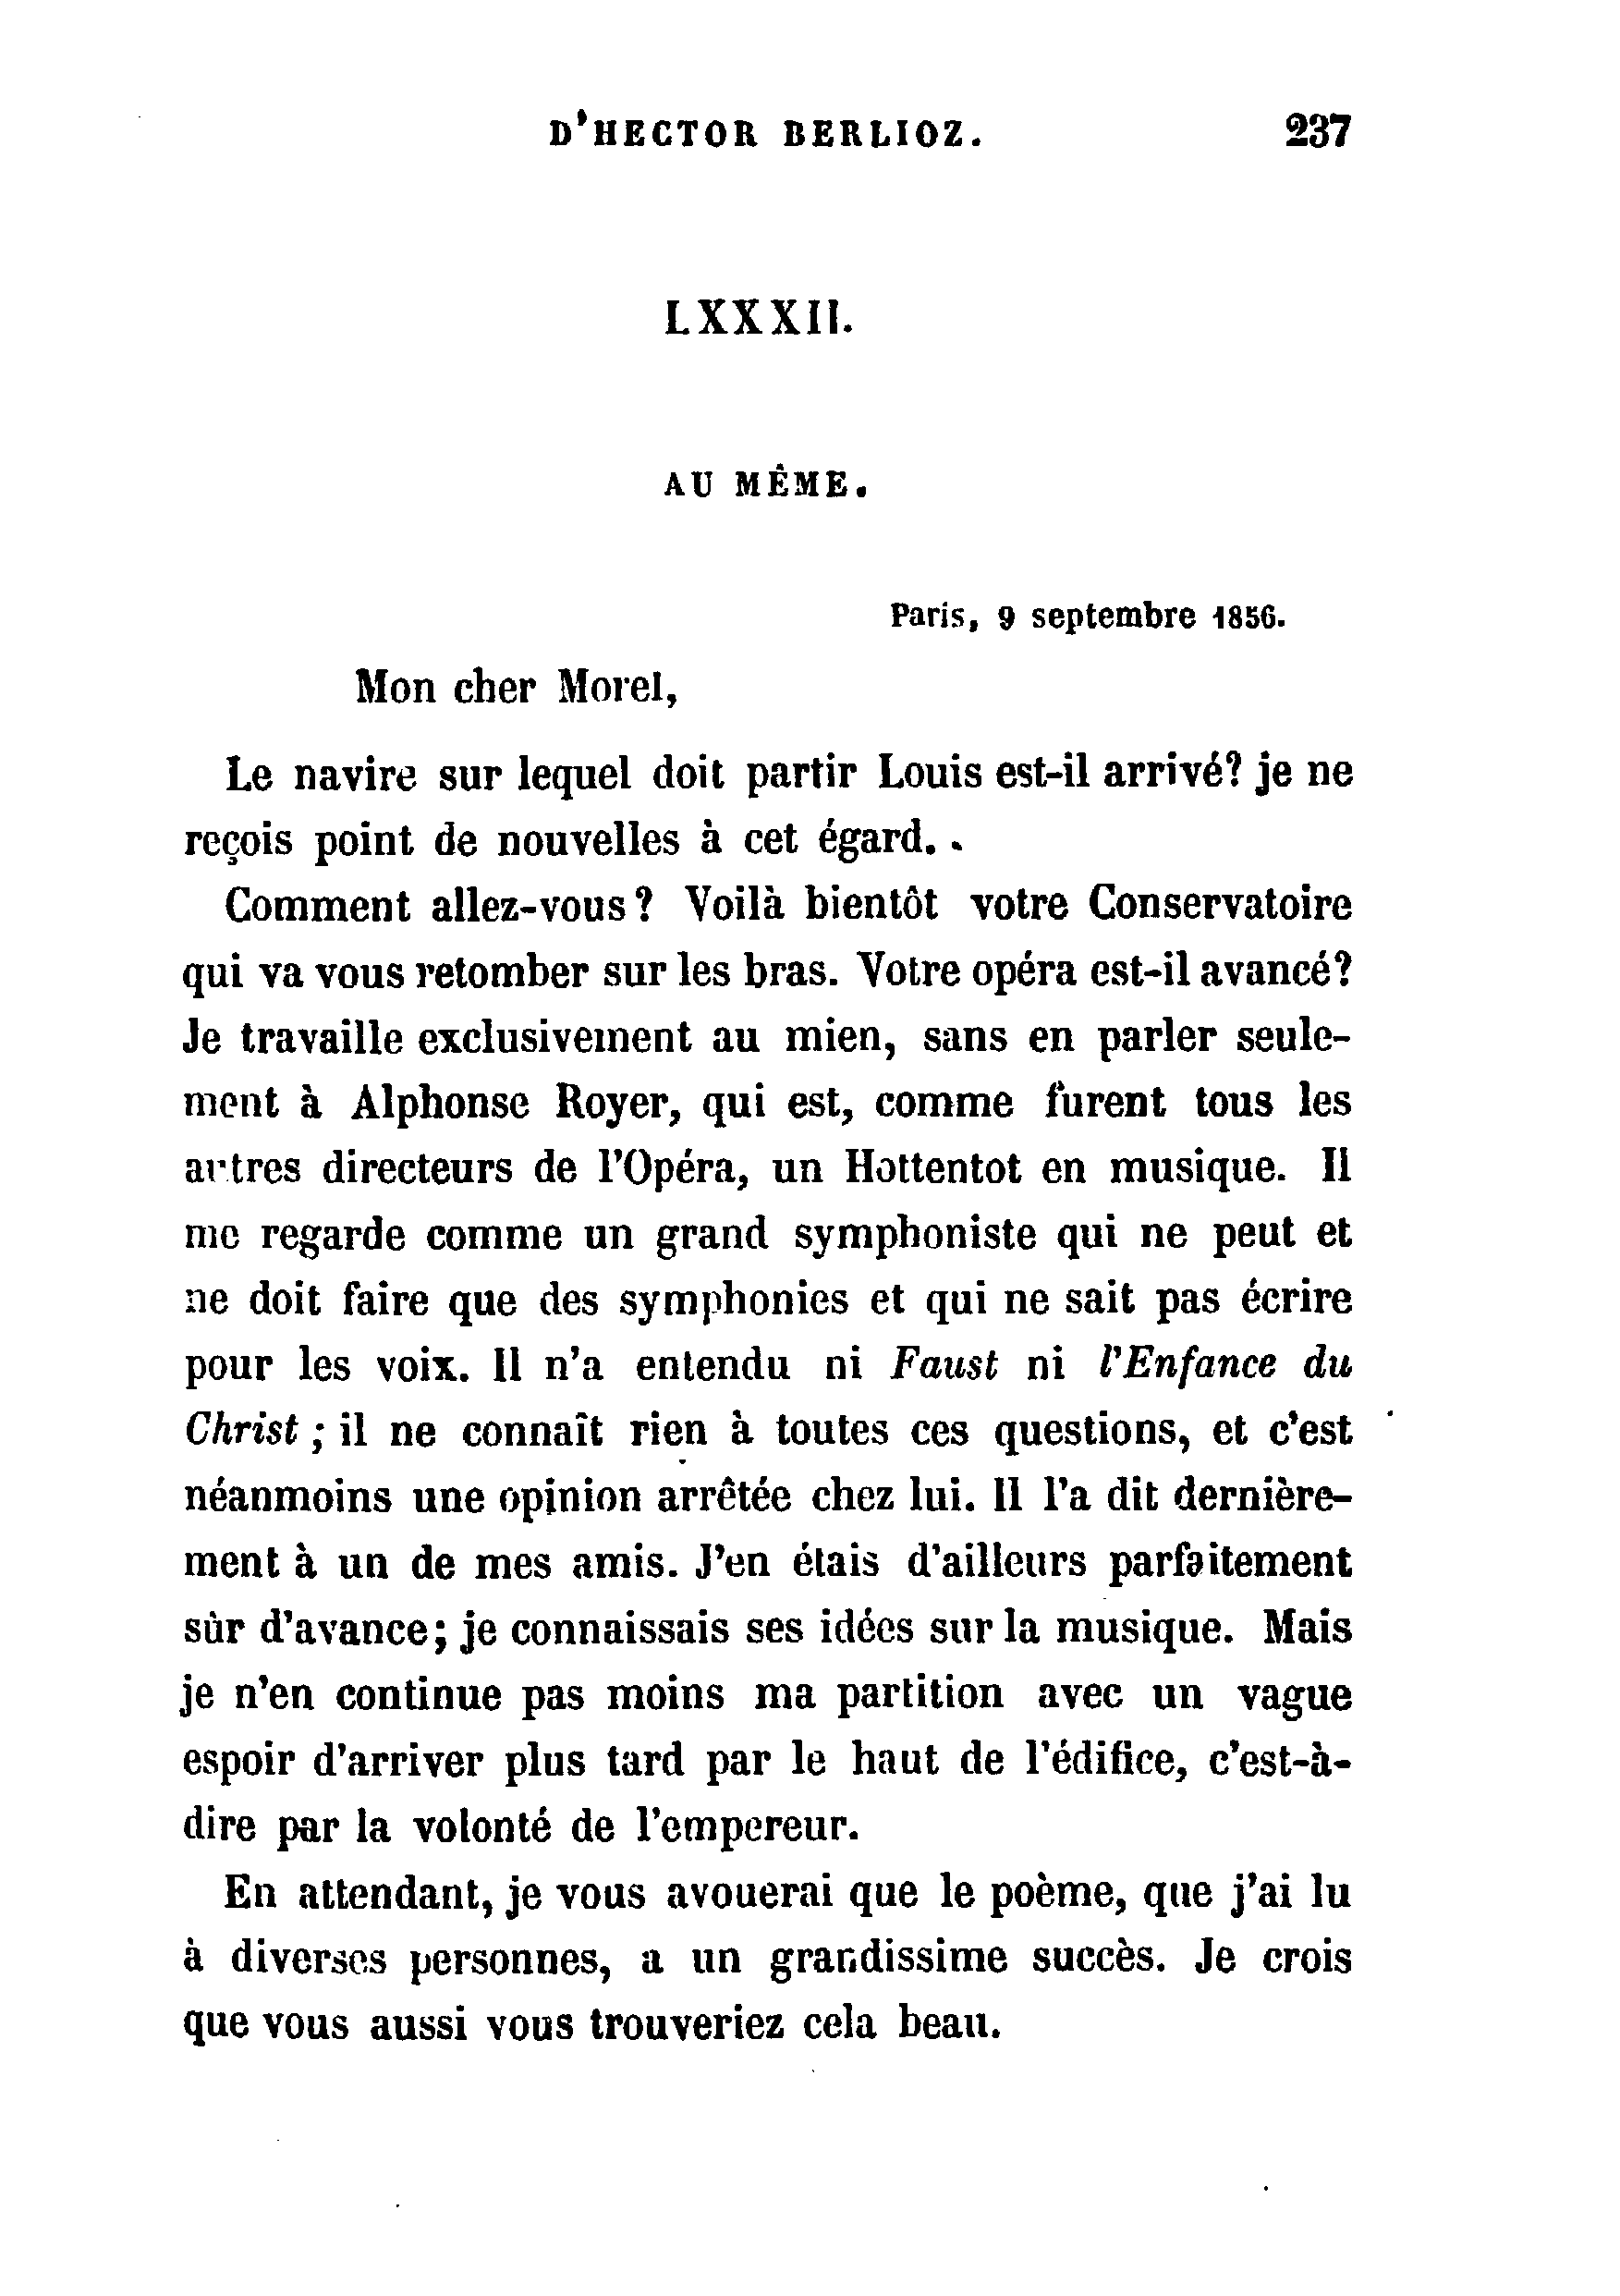 D'HECTOR BERLIOZ. 237
LXXXII.
AU MÊME.
Paris, 9 septembre 1856.
Mon cher Morel,
Le navire sur lequel doit partir Louis est-il arrivé? je ne
reçois point de nouvelles à cet égard. .
Comment allez-vous? Voilà bientôt votre Conservatoire
qui va vous retomber sur les bras. Votre opéra est-il avancé?
Je travaille exclusivement au mien, sans en parler seule-
ment à Alphonse Royer, qui est, comme furent tous les
autres directeurs de l'Opéra, un Hottentot en musique. Il
me regarde comme un grand symphoniste qui ne peut et
ne doit faire que des symphonies et qui ne sait pas écrire
pour les voix. Il n'a entendu ni Faust ni l'Enfance du
Christ ; il ne connaît rien à toutes ces questions, et c'est
néanmoins une opinion arrêtée chez lui. Il l'a dit dernière-
ment à un de mes amis. J'en étais d'ailleurs parfaitement
sûr d'avance; je connaissais ses idées sur la musique. Mais
je n'en continue pas moins ma partition avec un vague
espoir d'arriver plus tard par le haut de l'édifice, c'est-à-
dire par la volonté de l'empereur.
En attendant, je vous avouerai que le poème, que j'ai lu
à diverses personnes, a un grandissime succès. Je crois
que vous aussi vous trouveriez cela beau.